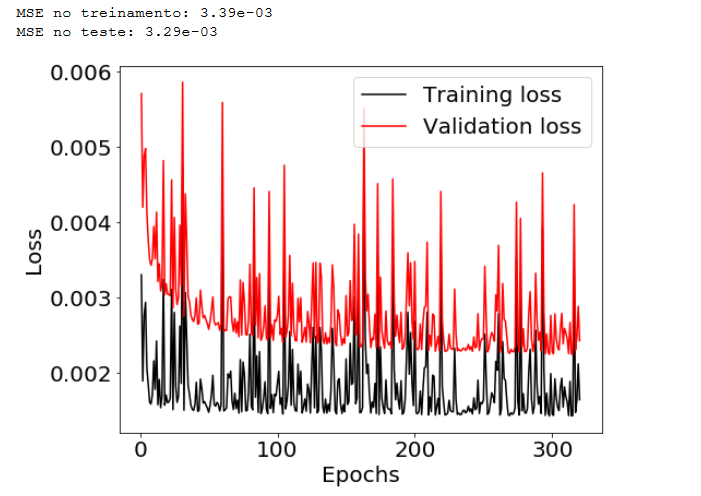 MSE no treinamento: 3.39e-03
MSE no teste: 3.29e-03
0.006
0.005
0.004
0.003
0.002
Loss
Training loss
Validation loss
0 100 200 300
Epochs